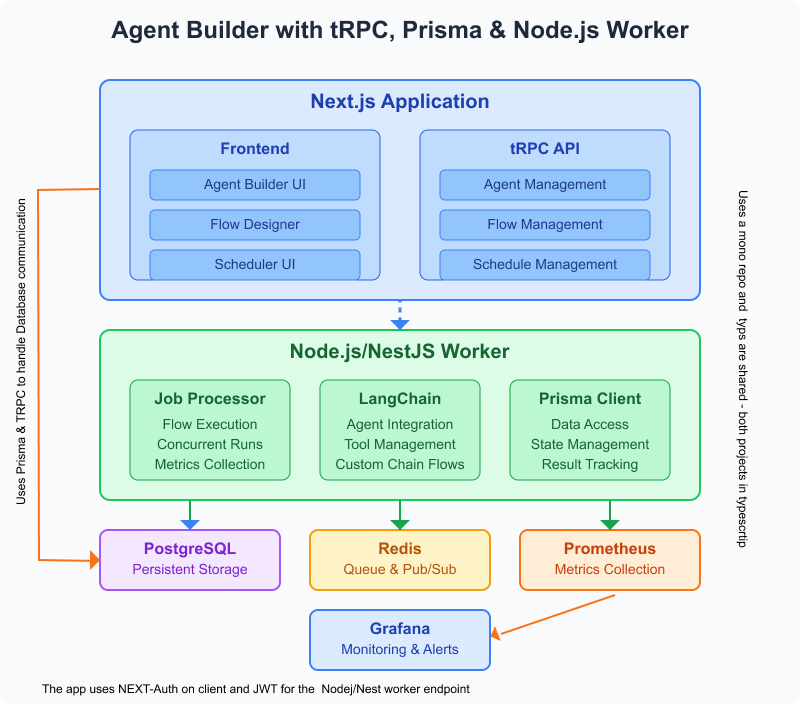 Agent Builder with tRPC, Prisma & Node.js Worker
Next.js Application
Frontend
Agent Builder UI
Flow Designer
Scheduler UI
tRPC API
Agent Management
Flow Management
Schedule Management
Uses Prisma & TRPC to handle Database communication
Uses a mono repo and typs are shared - both projects in typescrtip
Node.js/NestJS Worker
Job Processor
Flow Execution
Concurrent Runs
Metrics Collection
LangChain
Agent Integration
Tool Management
Custom Chain Flows
Prisma Client
Data Access
State Management
Result Tracking
PostgreSQL
Persistent Storage
Redis
Queue & Pub/Sub
Prometheus
Metrics Collection
Grafana
Monitoring & Alerts
The app uses NEXT-Auth on client and JWT for the Nodej/Nest worker endpoint